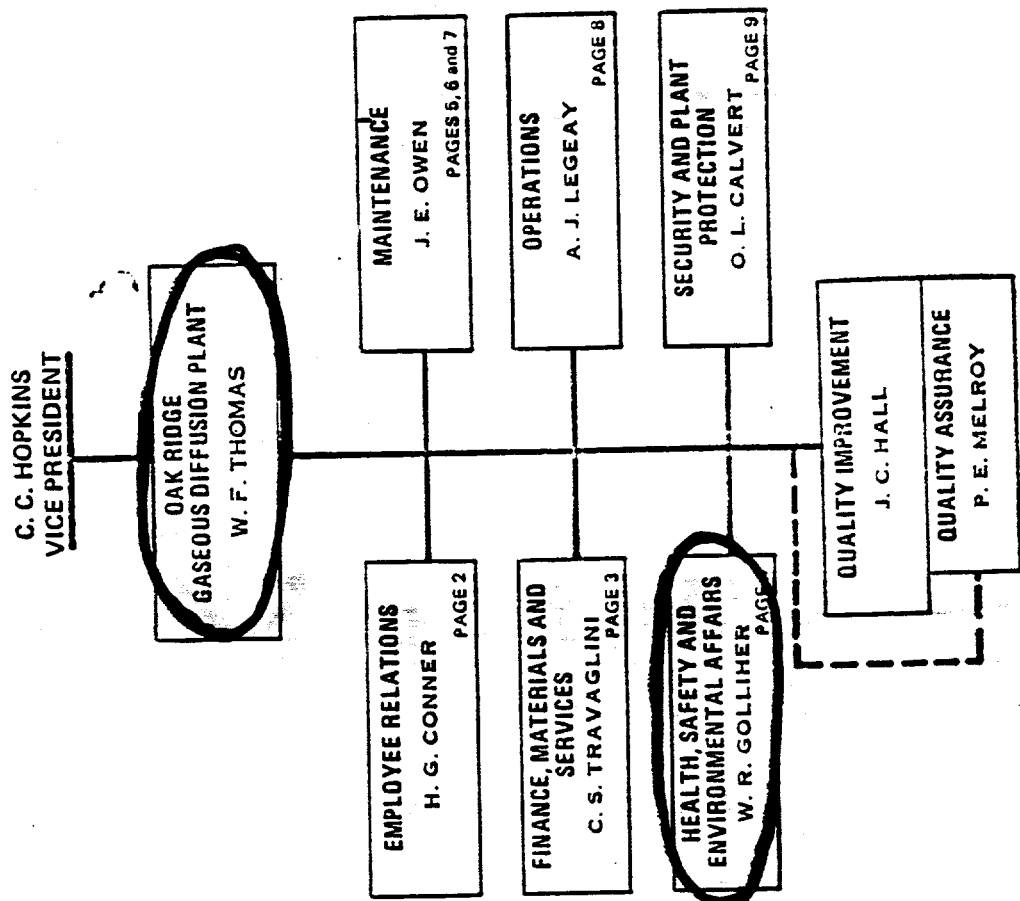 C. C. HOPKINS
VICE PRESIDENT
OAK RIDGE
GASEOUS DIFFUSION PLANT
W. F. THOMAS
EMPLOYEE RELATIONS
H. G. CONNER
PAGE 2
MAINTENANCE
J. E. OWEN
PAGES 5, 6 and 7
FINANCE, MATERIALS AND
SERVICES
C. S. TRAVAGLINI
PAGE 3
OPERATIONS
A. J. LEGEAY
PAGE 8
HEALTH, SAFETY AND
ENVIRONMENTAL AFFAIRS
W. R. GOLLIHER
PAGE
SECURITY AND PLANT
PROTECTION
O. L. CALVERT
PAGE 9
QUALITY IMPROVEMENT
J. C. HALL
QUALITY ASSURANCE
P. E. MELROY